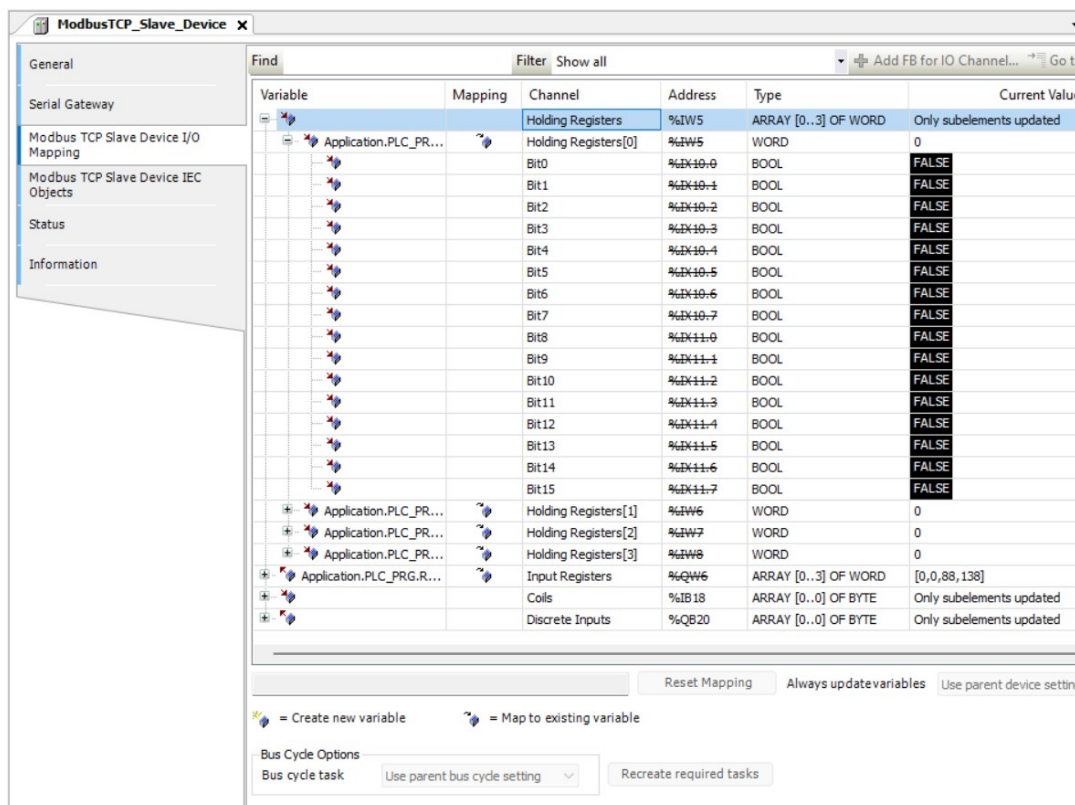 ModbusTCP_Slave_Device X
General
Serial Gateway
Modbus TCP Slave Device I/O
Mapping
Modbus TCP Slave Device IEC
Objects
Status
Information
Find Filter Show all Add FB for IO Channel... Go t
Variable Mapping Channel Address Type Current Value
Holding Registers %IW5 ARRAY [0..3] OF WORD Only subelements updated
Application.PLC_PR... Holding Registers[0] %IW5 WORD 0
Bit0 %IX10.0 BOOL FALSE
Bit1 %IX10.1 BOOL FALSE
Bit2 %IX10.2 BOOL FALSE
Bit3 %IX10.3 BOOL FALSE
Bit4 %IX10.4 BOOL FALSE
Bit5 %IX10.5 BOOL FALSE
Bit6 %IX10.6 BOOL FALSE
Bit7 %IX10.7 BOOL FALSE
Bit8 %IX11.0 BOOL FALSE
Bit9 %IX11.1 BOOL FALSE
Bit10 %IX11.2 BOOL FALSE
Bit11 %IX11.3 BOOL FALSE
Bit12 %IX11.4 BOOL FALSE
Bit13 %IX11.5 BOOL FALSE
Bit14 %IX11.6 BOOL FALSE
Bit15 %IX11.7 BOOL FALSE
Application.PLC_PR... Holding Registers[1] %IW6 WORD 0
Application.PLC_PR... Holding Registers[2] %IW7 WORD 0
Application.PLC_PR... Holding Registers[3] %IW8 WORD 0
Application.PLC_PRG.R... Input Registers %QW6 ARRAY [0..3] OF WORD [0,0,88,138]
Coils %IB18 ARRAY [0..0] OF BYTE Only subelements updated
Discrete Inputs %QB20 ARRAY [0..0] OF BYTE Only subelements updated
Reset Mapping Always update variables Use parent device settin
= Create new variable = Map to existing variable
Bus Cycle Options
Bus cycle task Use parent bus cycle setting Recreate required tasks